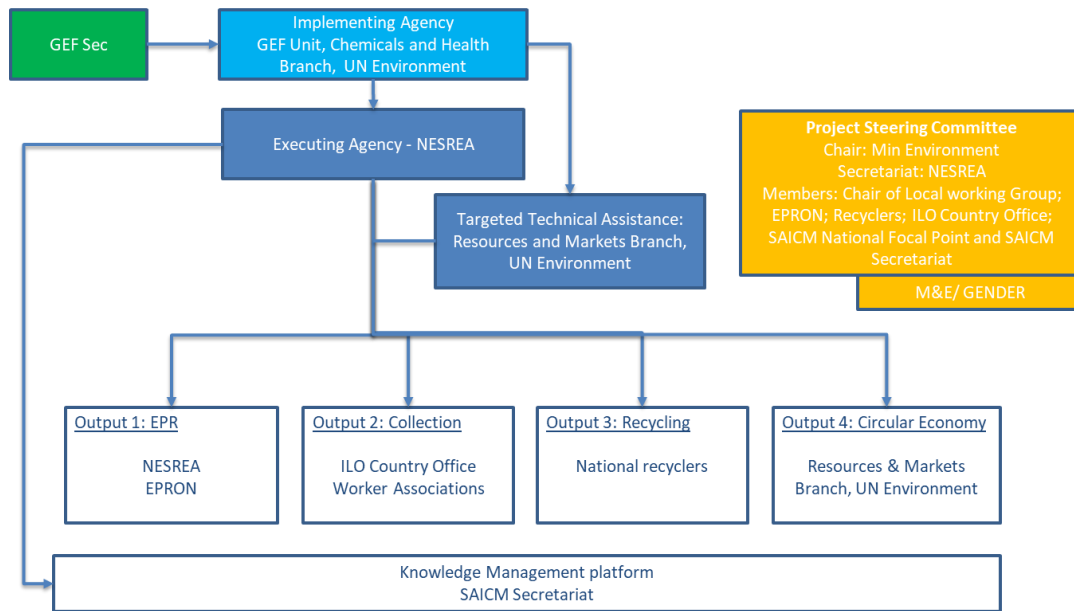 GEF Sec
Implementing Agency
GEF Unit, Chemicals and Health
Branch, UN Environment
Executing Agency - NESREA
Project Steering Committee
Chair: Min Environment
Secretariat: NESREA
Members: Chair of Local working Group;
EPRON; Recyclers; ILO Country Office;
SAICM National Focal Point and SAICM
Secretariat
M&E/ GENDER
Targeted Technical Assistance:
Resources and Markets Branch,
UN Environment
Output 1: EPR
NESREA
EPRON
Output 2: Collection
ILO Country Office
Worker Associations
Output 3: Recycling
National recyclers
Output 4: Circular Economy
Resources & Markets
Branch, UN Environment
Knowledge Management platform
SAICM Secretariat